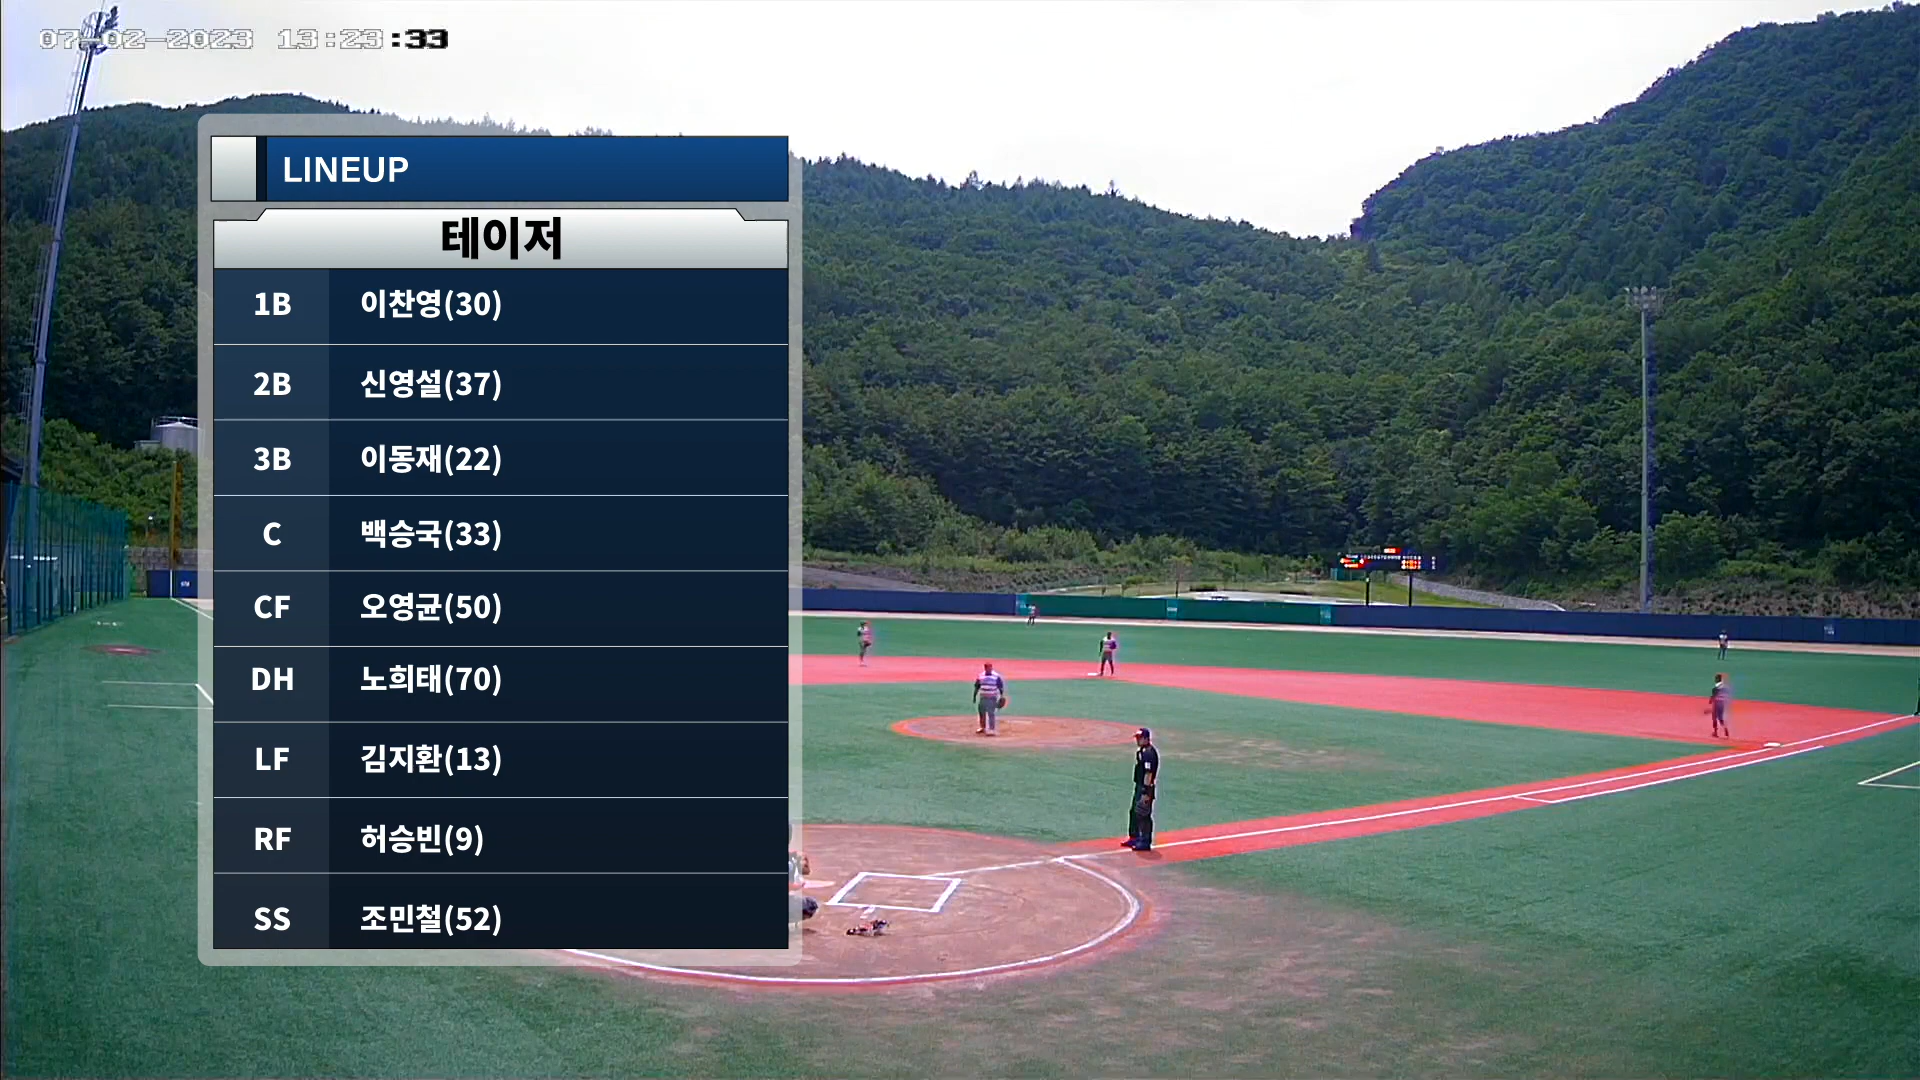 07-02-2023 13:23:33
LINEUP
테이저
1B 이찬영(30)
2B 신영설(37)
3B 이동재(22)
C 백승국(33)
CF 오영균(50)
DH 노희태(70)
LF 김지환(13)
RF 허승빈(9)
SS 조민철(52)